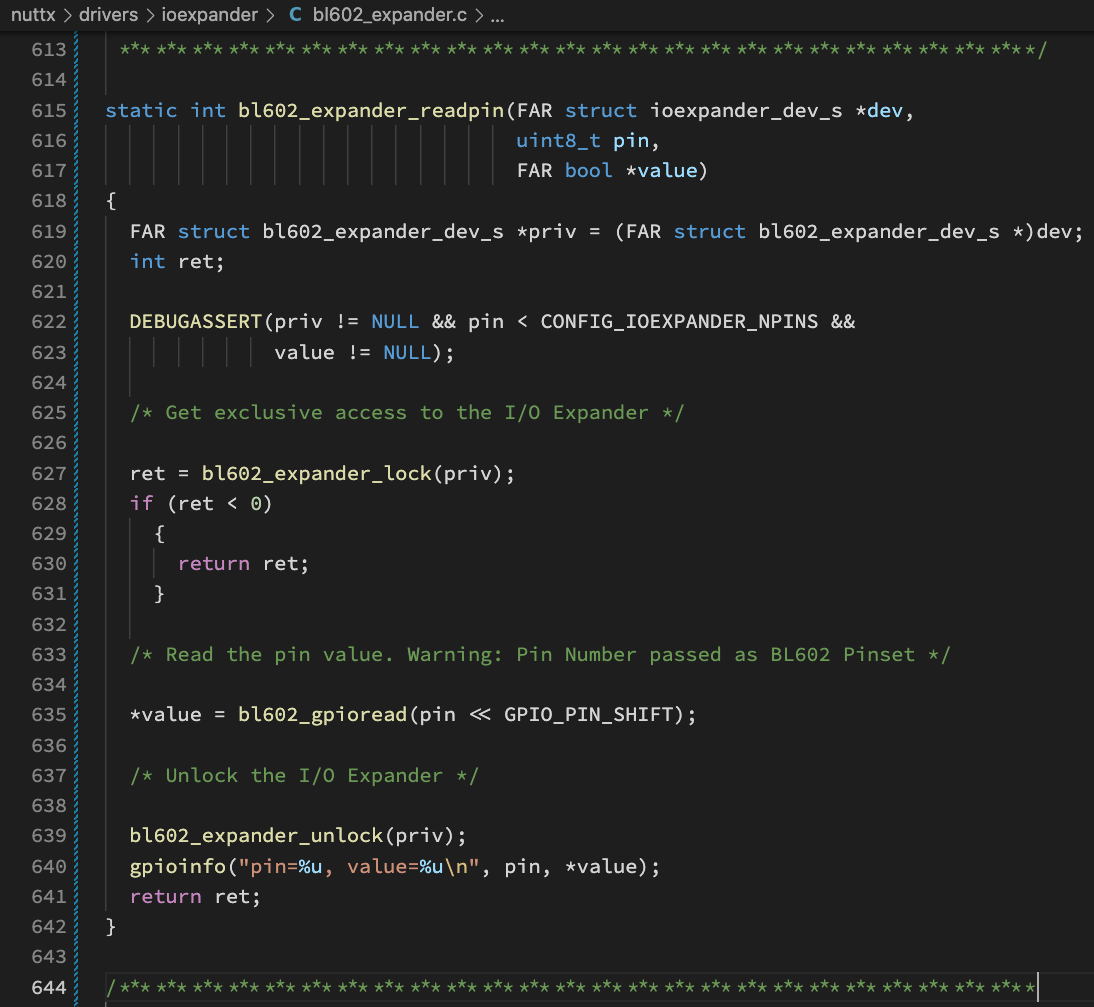 nuttx > drivers > ioexpander > C bl602_expander.c > ...
613 ****************************************************************************/
614
615 static int bl602_expander_readpin(FAR struct ioexpander_dev_s *dev,
616 uint8_t pin,
617 FAR bool *value)
618 {
619 FAR struct bl602_expander_dev_s *priv = (FAR struct bl602_expander_dev_s *)dev;
620 int ret;
621
622 DEBUGASSERT(priv != NULL && pin < CONFIG_IOEXPANDER_NPINS &&
623 value != NULL);
624
625 /* Get exclusive access to the I/O Expander */
626
627 ret = bl602_expander_lock(priv);
628 if (ret < 0)
629 {
630 return ret;
631 }
632
633 /* Read the pin value. Warning: Pin Number passed as BL602 Pinset */
634
635 *value = bl602_gpioread(pin << GPIO_PIN_SHIFT);
636
637 /* Unlock the I/O Expander */
638
639 bl602_expander_unlock(priv);
640 gpioinfo("pin=%u, value=%u\n", pin, *value);
641 return ret;
642 }
643
644 /****************************************************************************